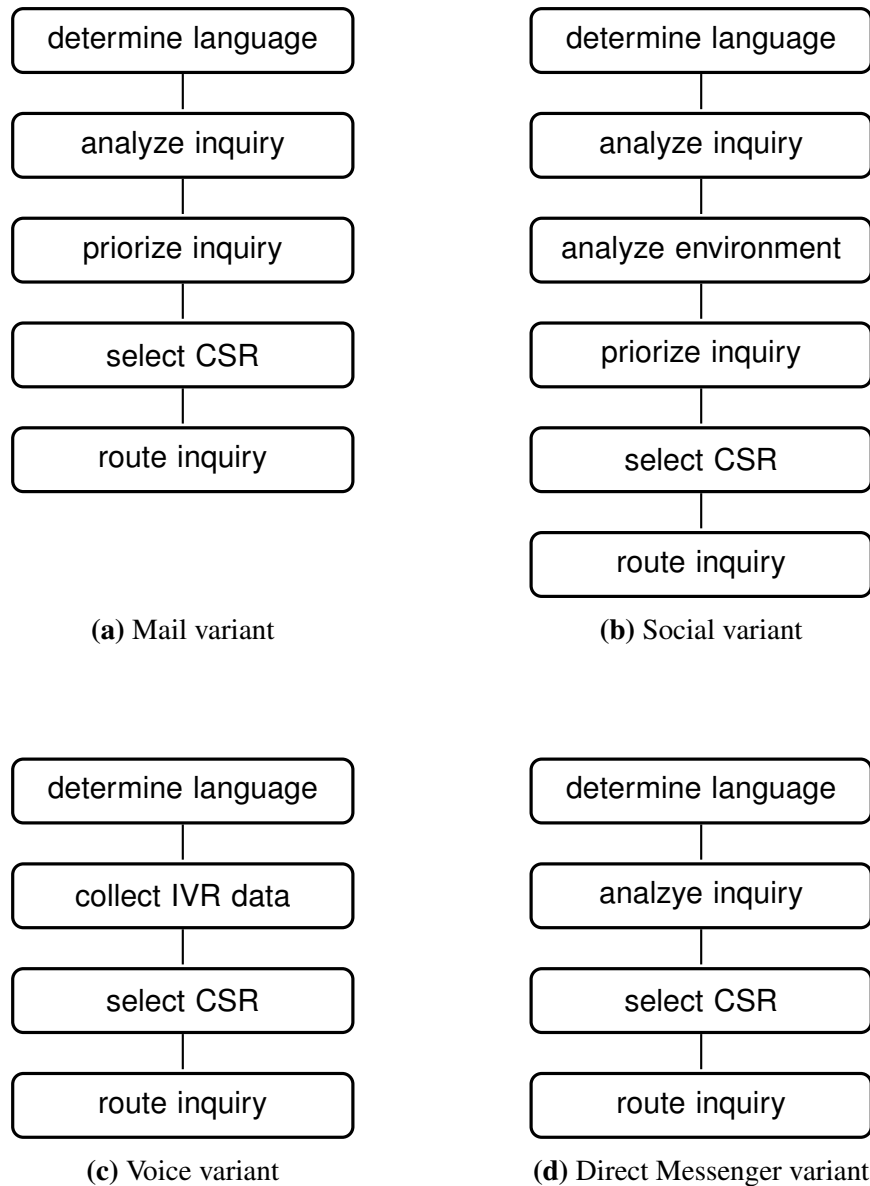 determine language
analyze inquiry
priorize inquiry
select CSR
route inquiry
(a) Mail variant
determine language
analyze inquiry
analyze environment
priorize inquiry
select CSR
route inquiry
(b) Social variant
determine language
collect IVR data
select CSR
route inquiry
(c) Voice variant
determine language
analzye inquiry
select CSR
route inquiry
(d) Direct Messenger variant